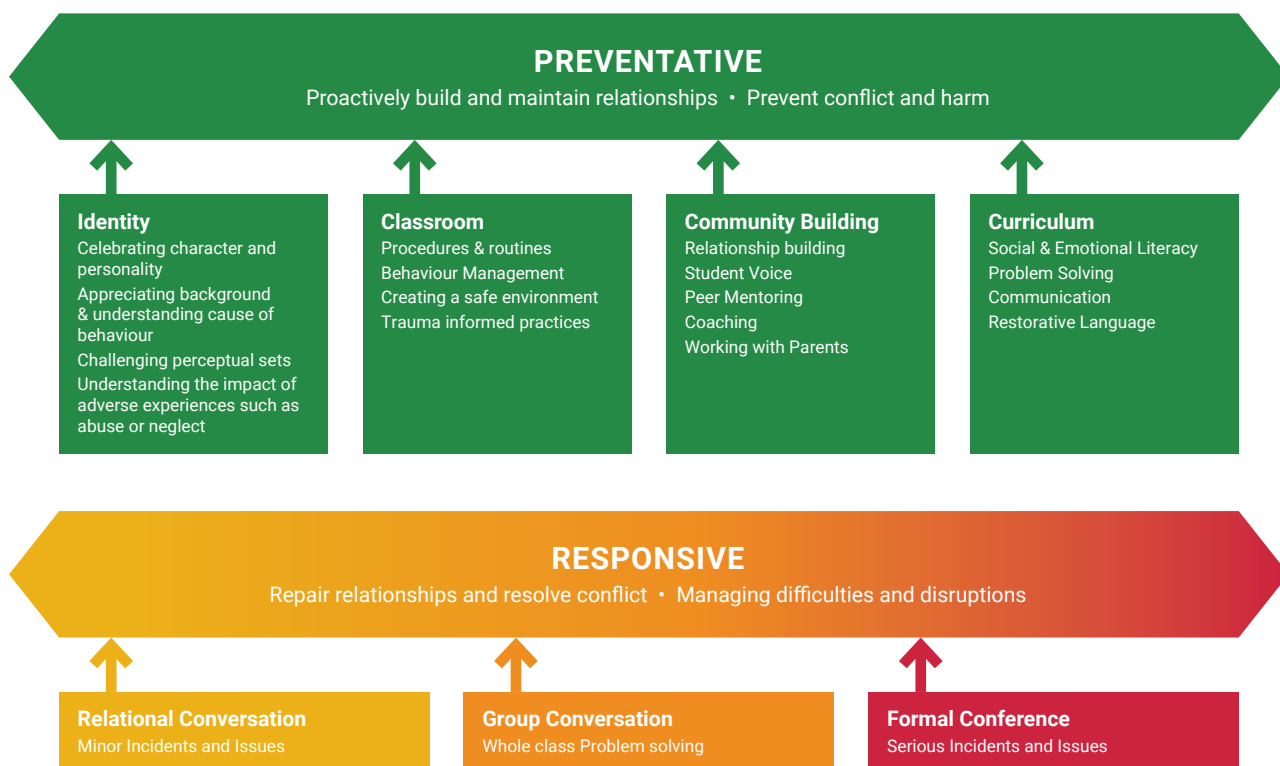 PREVENTATIVE
Proactively build and maintain relationships • Prevent conflict and harm
Identity
Celebrating character and
personality
Appreciating background
& understanding cause of
behaviour
Challenging perceptual sets
Understanding the impact of
adverse experiences such as
abuse or neglect
Classroom
Procedures & routines
Behaviour Management
Creating a safe environment
Trauma informed practices
Community Building
Relationship building
Student Voice
Peer Mentoring
Coaching
Working with Parents
Curriculum
Social & Emotional Literacy
Problem Solving
Communication
Restorative Language
RESPONSIVE
Repair relationships and resolve conflict • Managing difficulties and disruptions
Relational Conversation
Minor Incidents and Issues
Group Conversation
Whole class Problem solving
Formal Conference
Serious Incidents and Issues